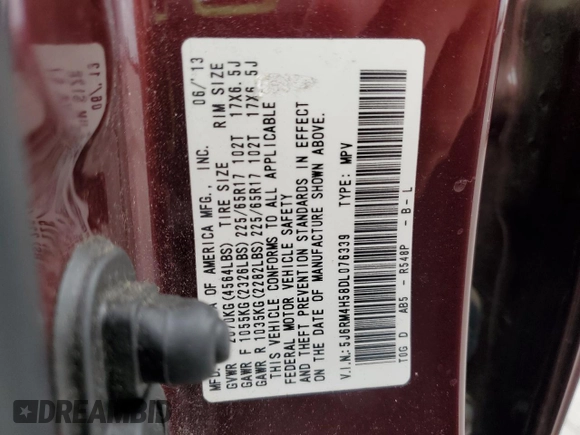 MFD. OF AMERICA MFG., INC. 06/'13
GVWR (4564LBS) TIRE SIZE RIM SIZE
GAWR F 1055KG(2326LBS) 225/65R17 102T 17X6.5J
GAWR R 1035KG(2282LBS) 225/65R17 102T 17X6.5J
THIS VEHICLE CONFORMS TO ALL APPLICABLE
FEDERAL MOTOR VEHICLE SAFETY
AND THEFT PREVENTION STANDARDS IN EFFECT
ON THE DATE OF MANUFACTURE SHOWN ABOVE.
V.I.N.:5J6RM4H58DL076339 TYPE: MPV
TOG D AB5 - R548P - B - L
DREAMBID